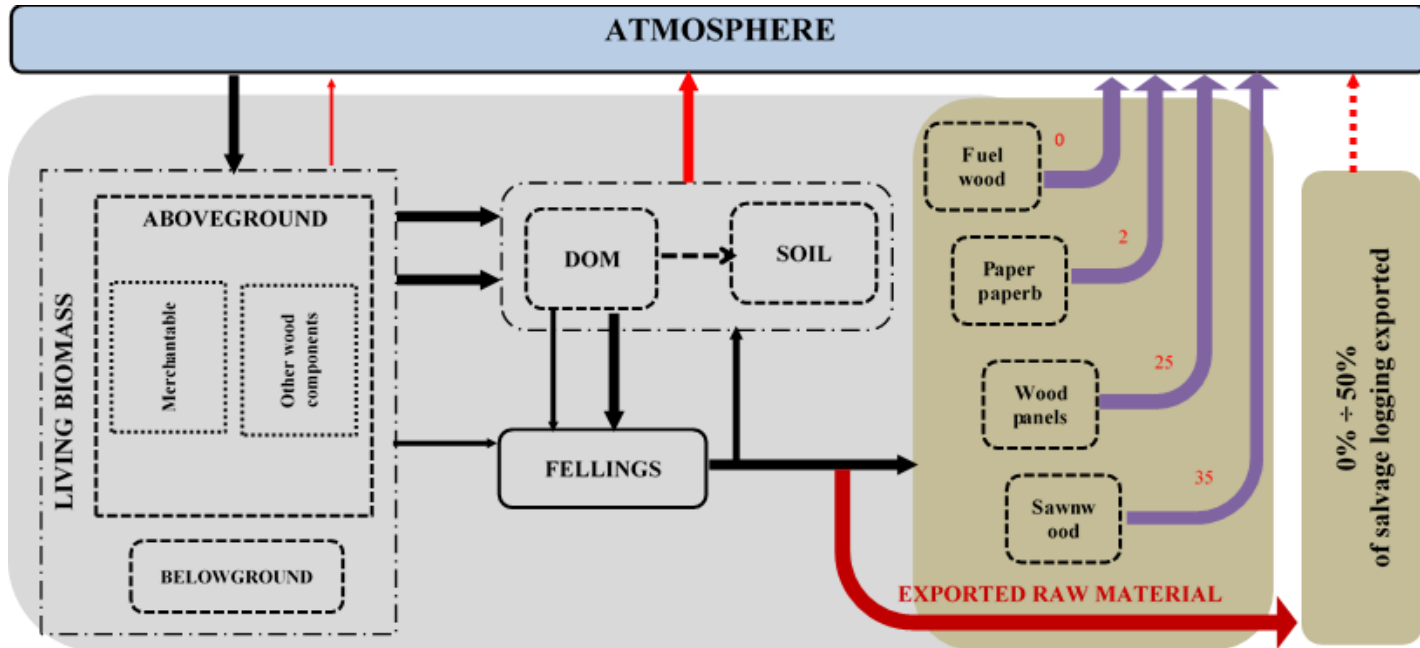 ATMOSPHERE
LIVING BIOMASS
ABOVEGROUND
Merchantable
Other wood
components
BELOWGROUND
DOM
SOIL
FELLINGS
Fuel
wood
0
Paper
paperb
2
Wood
panels
25
Sawnw
ood
35
EXPORTED RAW MATERIAL
0% ÷ 50%
of salvage logging exported